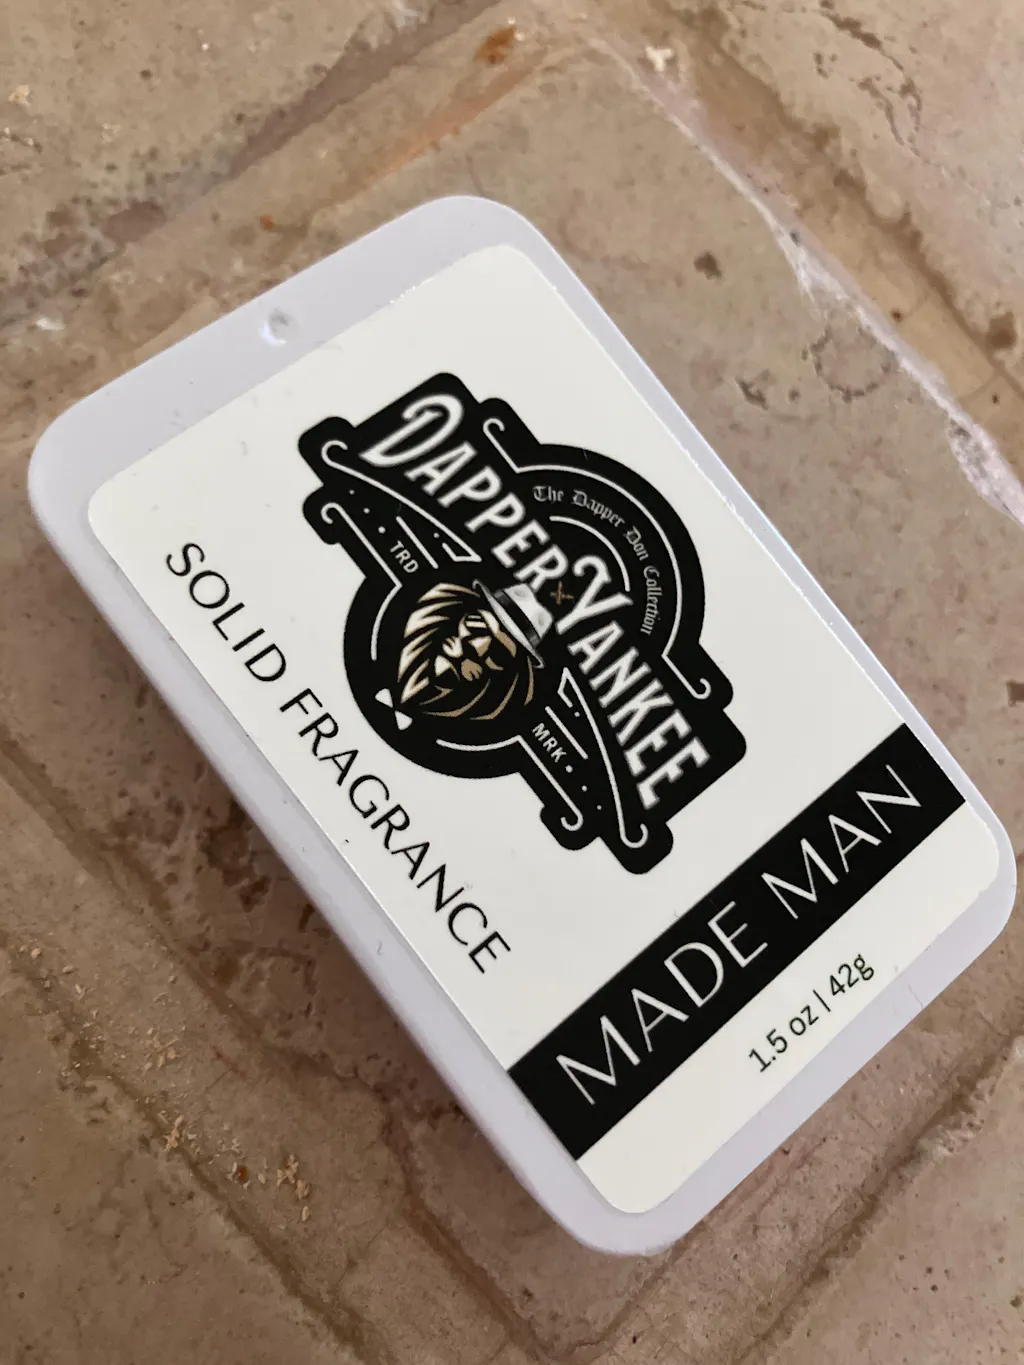 The Dapper Don Collection
DAPPER YANKEE
TRD MRK
SOLID FRAGRANCE
MADE MAN
1.5 oz | 42g